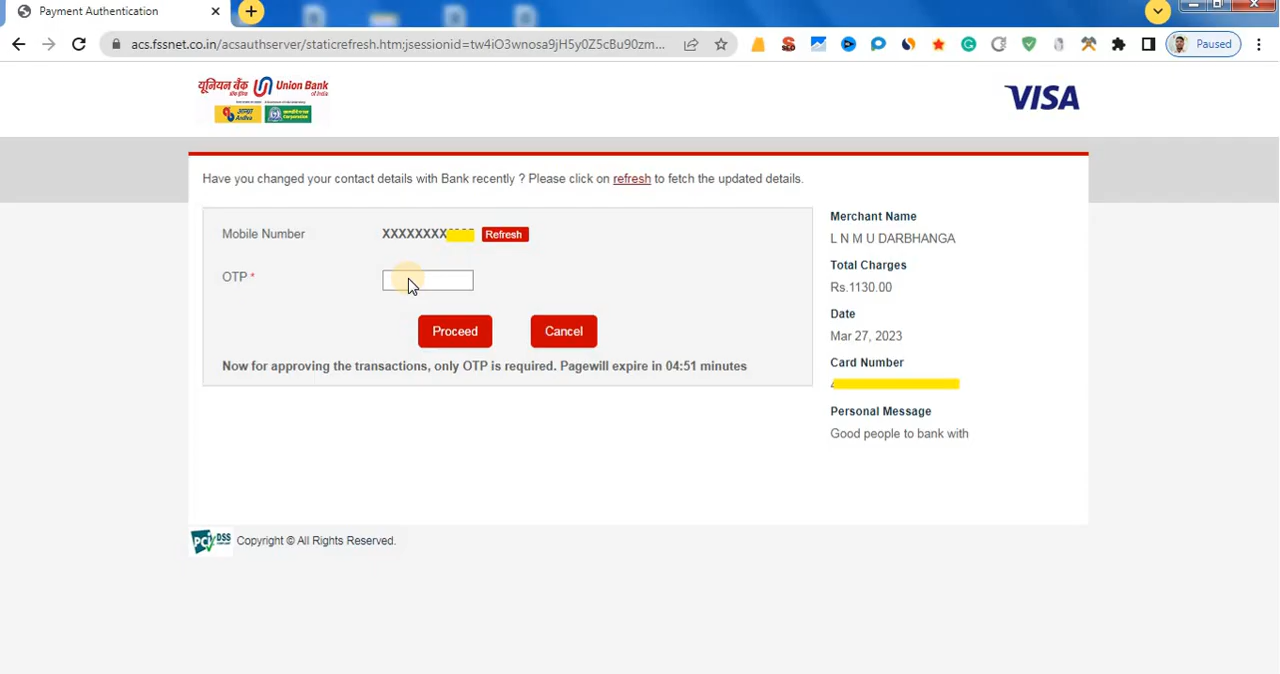 Payment Authentication
acs.fssnet.co.in/acsauthserver/staticrefresh.htm;jsessionid=tw4iO3wnosa9jH5y0Z5cBu90zm...
Paused
यूनियन बैंक Union Bank
of India
VISA
Have you changed your contact details with Bank recently ? Please click on refresh to fetch the updated details.
Mobile Number XXXXXXXX Refresh
OTP *
Proceed Cancel
Now for approving the transactions, only OTP is required. Pagewill expire in 04:51 minutes
Merchant Name
L N M U DARBHANGA
Total Charges
Rs.1130.00
Date
Mar 27, 2023
Card Number
Personal Message
Good people to bank with
PCI DSS Copyright © All Rights Reserved.